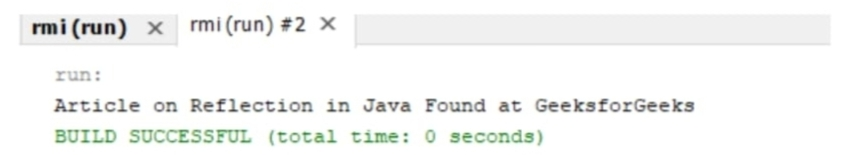 rmi (run) × rmi (run) #2 ×
run:
Article on Reflection in Java Found at GeeksforGeeks
BUILD SUCCESSFUL (total time: 0 seconds)